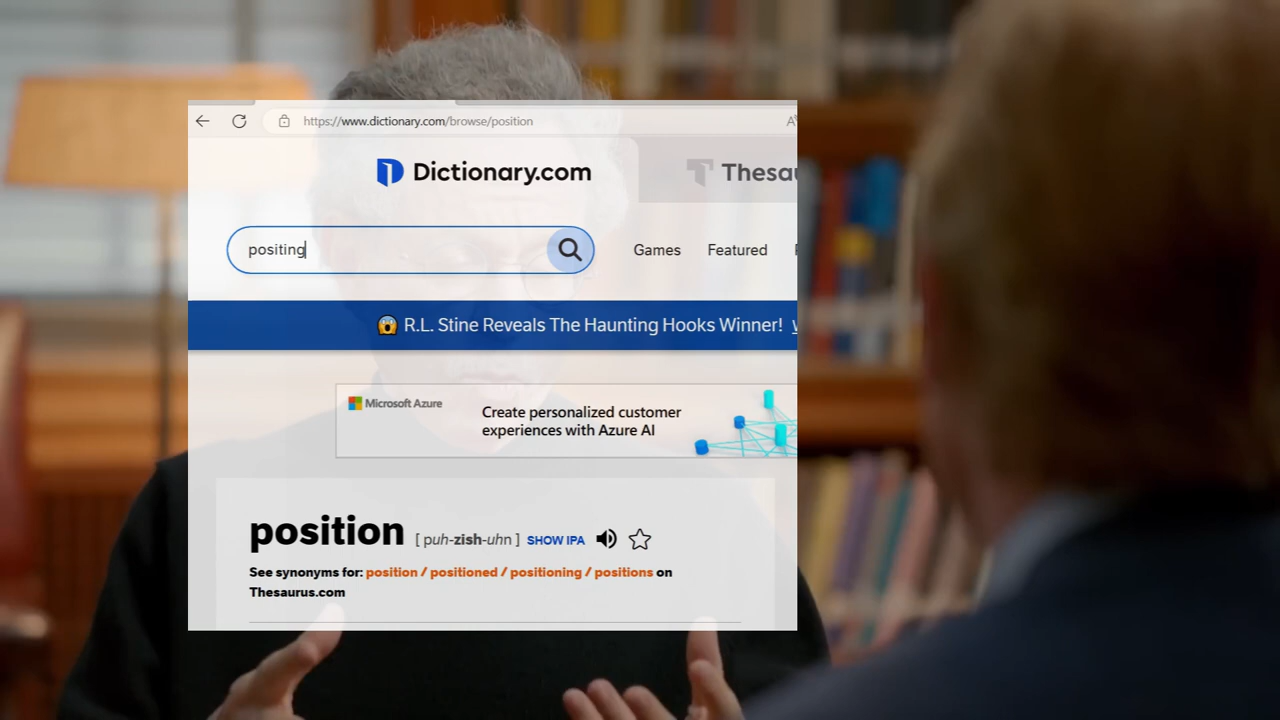 https://www.dictionary.com/browse/position
Dictionary.com
Thesau
positing
Games Featured
😱 R.L. Stine Reveals The Haunting Hooks Winner!
Microsoft Azure
Create personalized customer
experiences with Azure AI
position [ puh-zish-uhn ] SHOW IPA
See synonyms for: position / positioned / positioning / positions on
Thesaurus.com